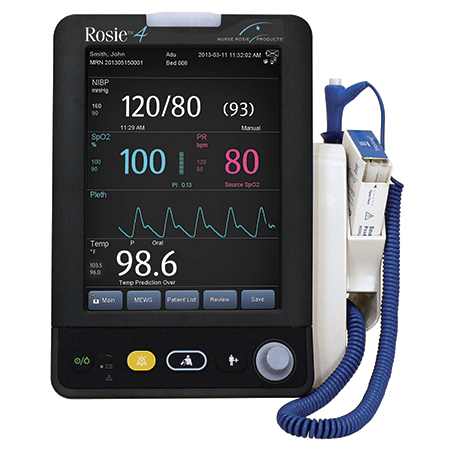 Rosie™ 4
NURSE ROSIE PRODUCTS
Smith, John Adu 2013-03-11 11:32:02 AM
MRN 201305150001 Bed 008
NIBP
mmHg
160
90
120/80 (93)
11:29 AM Manual
SpO2 PR
% bpm
100
90
100
120
50
80
PI 0.13 Source SpO2
Pleth
Temp P Oral
°F
103.5
96.0
98.6
Temp Prediction Over
Main MEWS Patient List Review Save